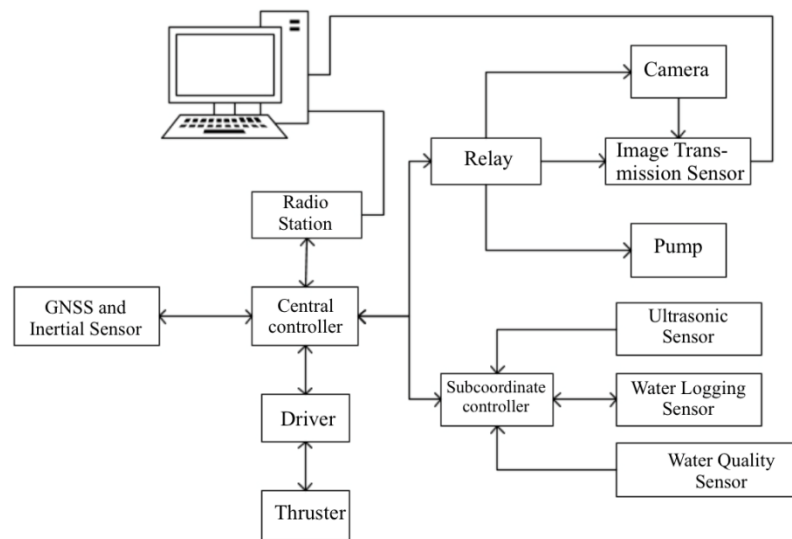 Camera
Relay
Image Trans-
mission Sensor
Radio
Station
Pump
GNSS and
Inertial Sensor
Central
controller
Ultrasonic
Sensor
Subcoordinate
controller
Water Logging
Sensor
Driver
Water Quality
Sensor
Thruster